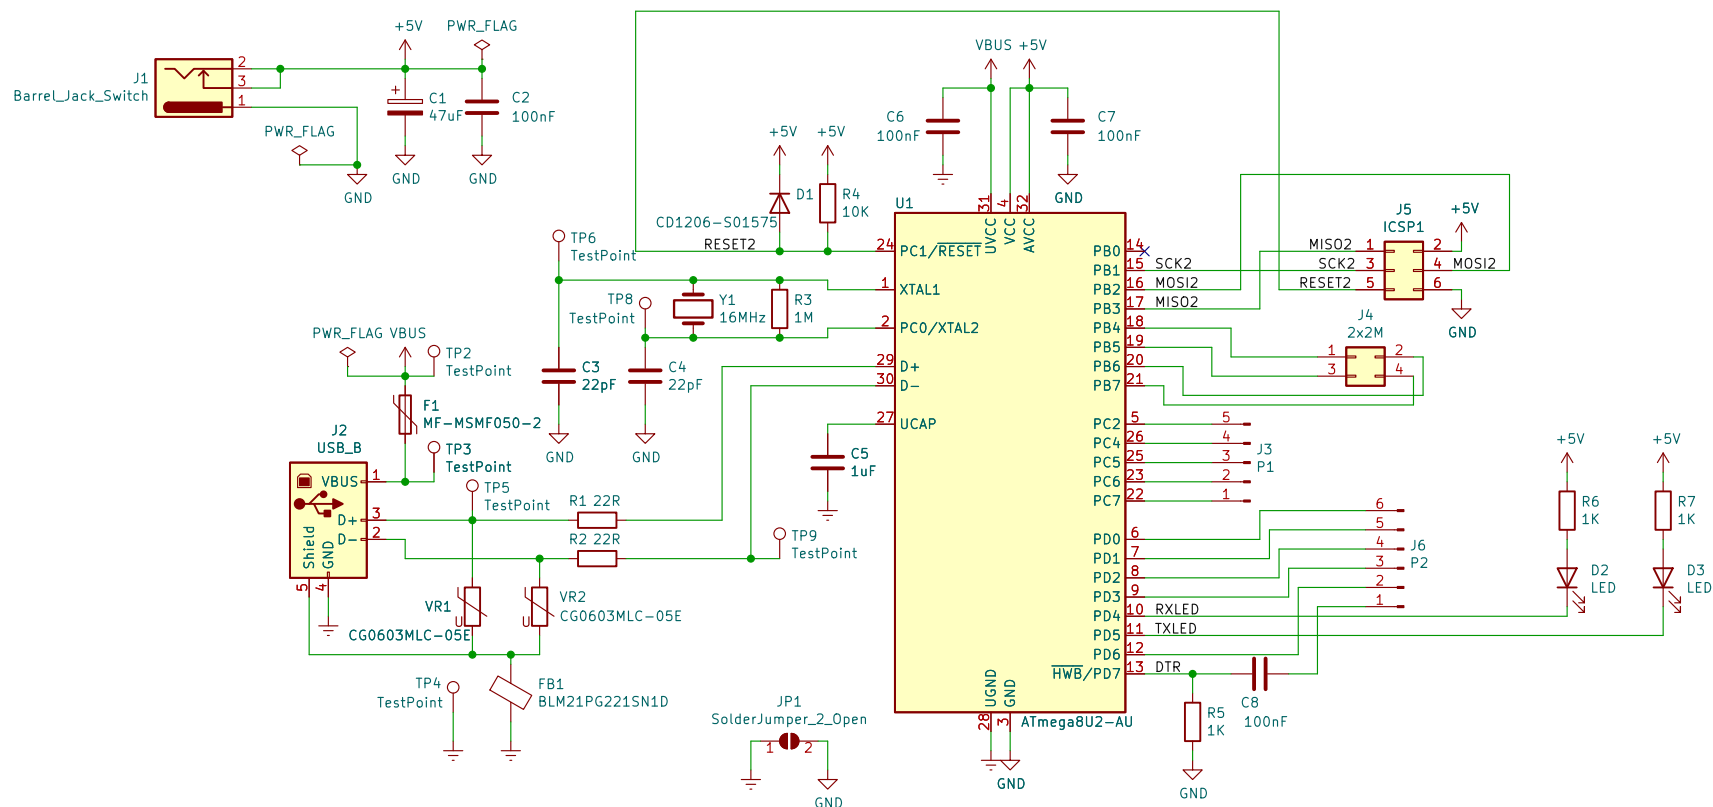 +5V
PWR_FLAG
J1
Barrel_Jack_Switch
2
3
1
+
C1
47uF
C2
100nF
PWR_FLAG
GND
GND
GND
VBUS +5V
C6
100nF
C7
100nF
GND
+5V
+5V
D1
CD1206-S01575
R4
10K
RESET2
TP6
TestPoint
TP8
TestPoint
Y1
16MHz
R3
1M
C3
22pF
C4
22pF
GND
GND
PWR_FLAG VBUS
TP2
TestPoint
F1
MF-MSMF050-2
J2
USB_B
TP3
TestPoint
VBUS
1
D+
3
D-
2
Shield
GND
5
4
TP5
TestPoint
R1 22R
R2 22R
TP9
TestPoint
C5
1uF
VR1
U
CG0603MLC-05E
VR2
U
CG0603MLC-05E
TP4
TestPoint
FB1
BLM21PG221SN1D
JP1
SolderJumper_2_Open
1
2
GND
U1
31
4
32
UVCC
VCC
AVCC
24
PC1/RESET
1
XTAL1
2
PC0/XTAL2
29
D+
30
D-
27
UCAP
PB0
14
PB1
15
SCK2
PB2
16
MOSI2
PB3
17
MISO2
PB4
18
PB5
19
PB6
20
PB7
21
PC2
5
PC4
26
PC5
25
PC6
23
PC7
22
PD0
6
PD1
7
PD2
8
PD3
9
PD4
10
RXLED
PD5
11
TXLED
PD6
12
HWB/PD7
13
DTR
UGND
GND
28
3
ATmega8U2-AU
GND
J5
ICSP1
+5V
MISO2
1
2
SCK2
3
4
MOSI2
RESET2
5
6
GND
J4
2x2M
1
2
3
4
5
4
3
2
1
J3
P1
6
5
4
3
2
1
J6
P2
C8
100nF
R5
1K
GND
+5V
+5V
R6
1K
R7
1K
D2
LED
D3
LED